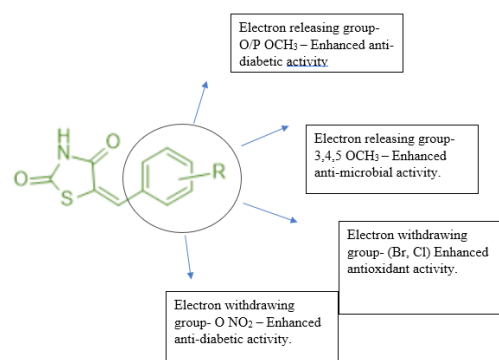 Electron releasing group-
O/P OCH₃ – Enhanced anti-
diabetic activity
Electron releasing group-
3,4,5 OCH₃ – Enhanced
anti-microbial activity.
H
N
O
O
S
R
Electron withdrawing
group- (Br, Cl) Enhanced
antioxidant activity.
Electron withdrawing
group- O NO₂ – Enhanced
anti-diabetic activity.